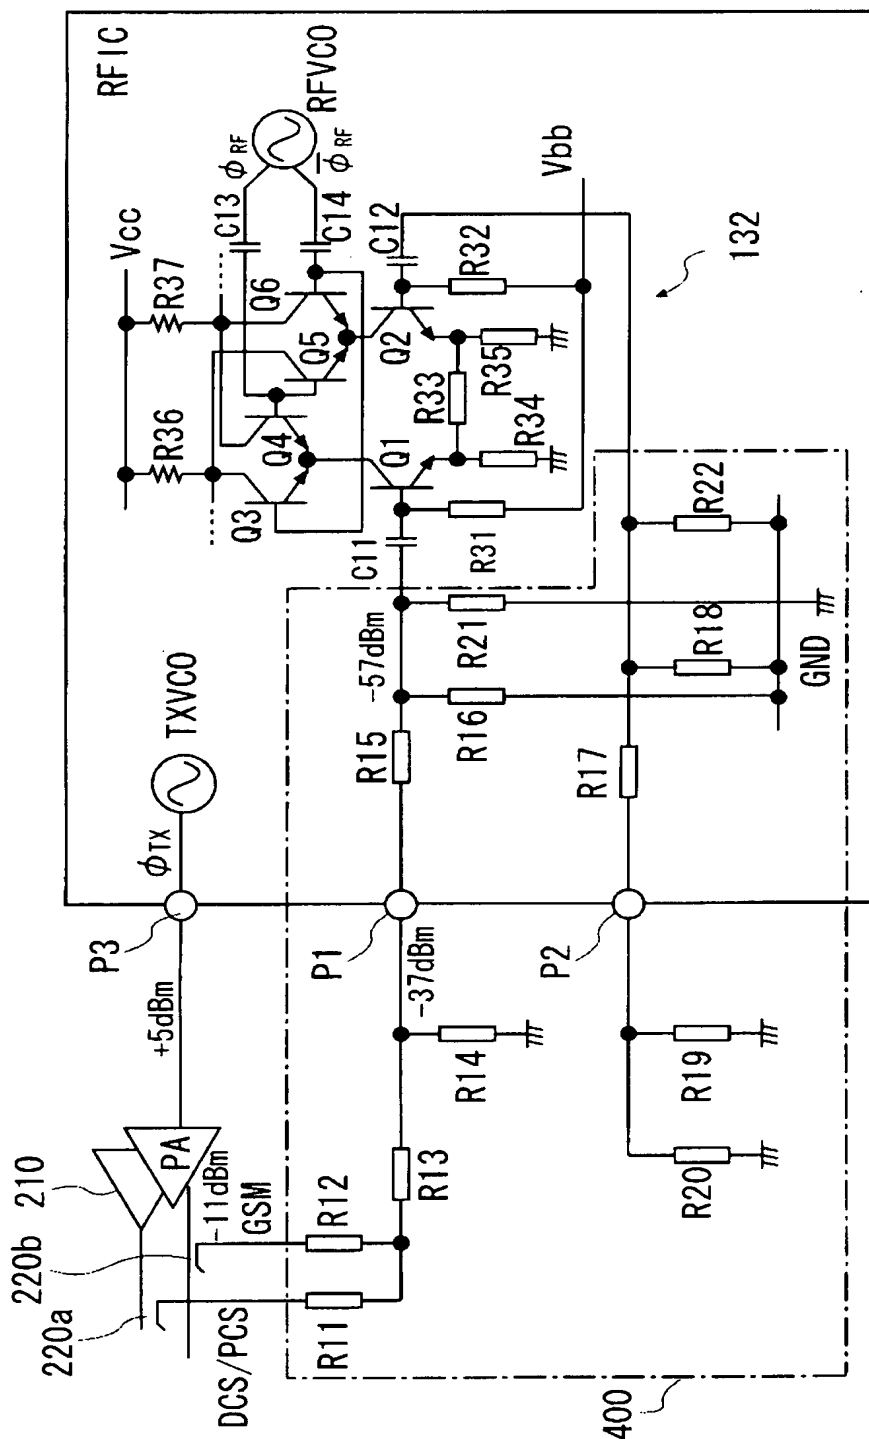 RFIC
RFVCO
ϕRF
ϕ̅RF
Vcc
C13
C14
R37
Q6
Q5
C12
R32
Vbb
132
R36
Q4
Q3
Q2
R33
R35
Q1
R34
C11
R31
R22
-57dBm
R21
R18
GND
TXVCO
R15
R16
R17
ϕTX
P3
P1
P2
+5dBm
-37dBm
R14
R19
PA
210
-11dBm
GSM
R13
R12
R20
220b
220a
DCS/PCS
R11
400